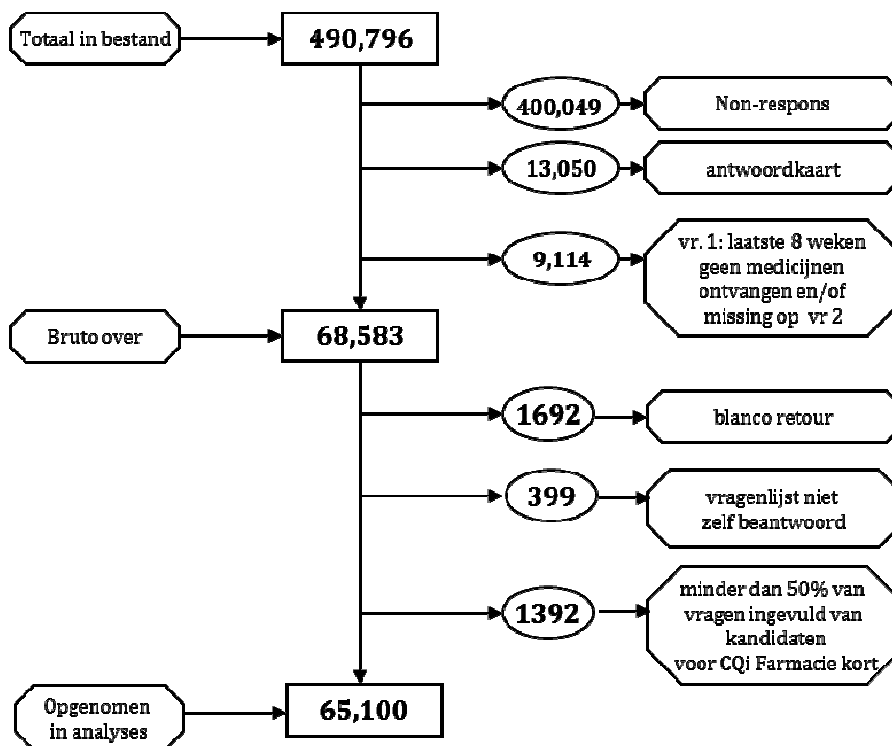 Totaal in bestand
490,796
400,049
Non-respons
13,050
antwoordkaart
9,114
vr. 1: laatste 8 weken
geen medicijnen
ontvangen en/of
missing op vr 2
Bruto over
68,583
1692
blanco retour
399
vragenlijst niet
zelf beantwoord
1392
minder dan 50% van
vragen ingevuld van
kandidaten
voor CQi Farmacie kort
Opgenomen
in analyses
65,100